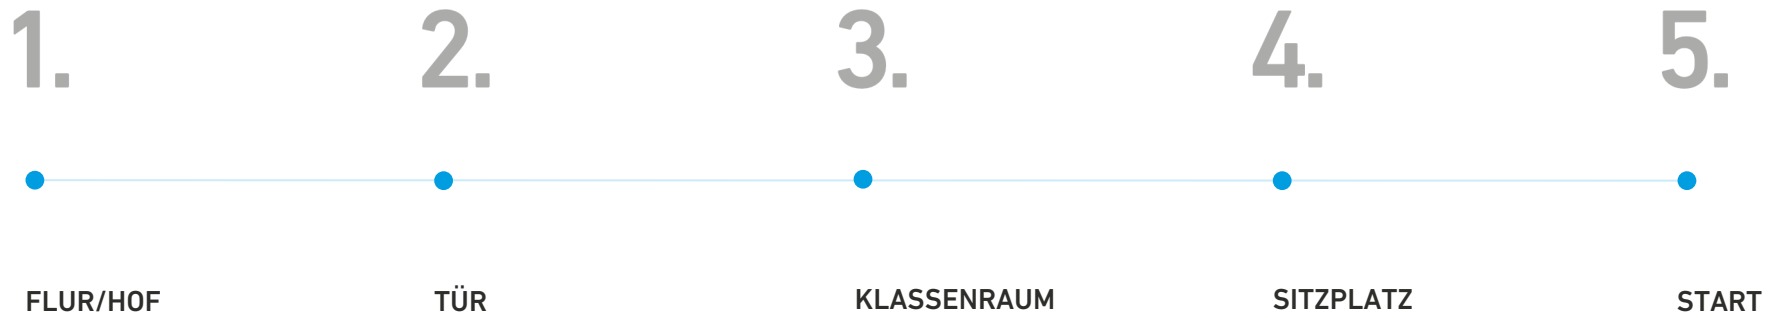 1. 2. 3. 4. 5.
FLUR/HOF TÜR KLASSENRAUM SITZPLATZ START